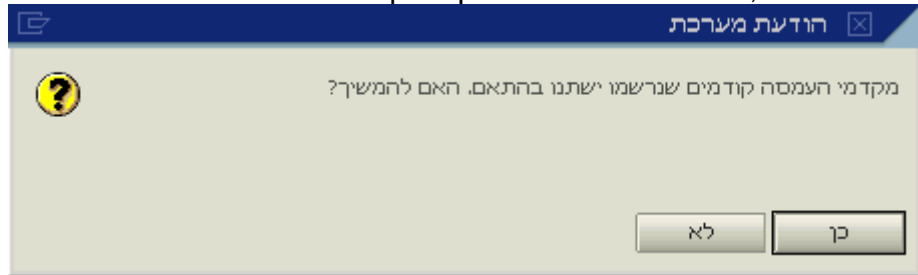 הודעת מערכת
מקדמי העמסה קודמים שנרשמו ישתנו בהתאם. האם להמשיך?
כן
לא